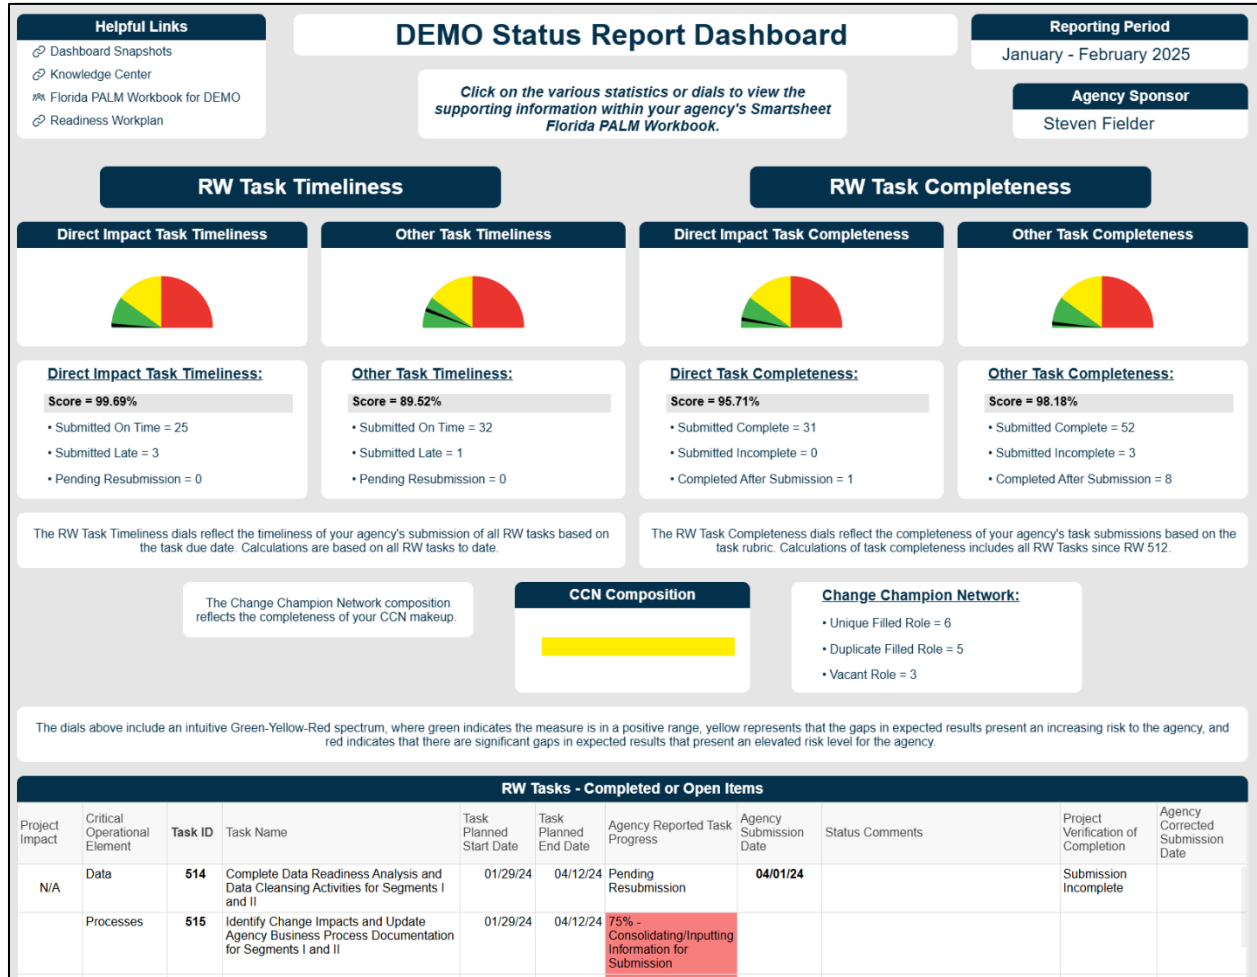 Helpful Links
Dashboard Snapshots
Knowledge Center
Florida PALM Workbook for DEMO
Readiness Workplan
DEMO Status Report Dashboard
Click on the various statistics or dials to view the
supporting information within your agency's Smartsheet
Florida PALM Workbook.
Reporting Period
January - February 2025
Agency Sponsor
Steven Fielder
RW Task Timeliness
RW Task Completeness
Direct Impact Task Timeliness
Other Task Timeliness
Direct Impact Task Completeness
Other Task Completeness
Direct Impact Task Timeliness:
Score = 99.69%
• Submitted On Time = 25
• Submitted Late = 3
• Pending Resubmission = 0
Other Task Timeliness:
Score = 89.52%
• Submitted On Time = 32
• Submitted Late = 1
• Pending Resubmission = 0
Direct Task Completeness:
Score = 95.71%
• Submitted Complete = 31
• Submitted Incomplete = 0
• Completed After Submission = 1
Other Task Completeness:
Score = 98.18%
• Submitted Complete = 52
• Submitted Incomplete = 3
• Completed After Submission = 8
The RW Task Timeliness dials reflect the timeliness of your agency's submission of all RW tasks based on
the task due date. Calculations are based on all RW tasks to date.
The RW Task Completeness dials reflect the completeness of your agency's task submissions based on the
task rubric. Calculations of task completeness includes all RW Tasks since RW 512.
The Change Champion Network composition
reflects the completeness of your CCN makeup.
CCN Composition
Change Champion Network:
• Unique Filled Role = 6
• Duplicate Filled Role = 5
• Vacant Role = 3
The dials above include an intuitive Green-Yellow-Red spectrum, where green indicates the measure is in a positive range, yellow represents that the gaps in expected results present an increasing risk to the agency, and
red indicates that there are significant gaps in expected results that present an elevated risk level for the agency.
RW Tasks - Completed or Open Items
Project
Impact
Critical
Operational
Element
Task ID
Task Name
Task
Planned
Start Date
Task
Planned
End Date
Agency Reported Task
Progress
Agency
Submission
Date
Status Comments
Project
Verification of
Completion
Agency
Corrected
Submission
Date
N/A
Data
514
Complete Data Readiness Analysis and
Data Cleansing Activities for Segments I
and II
01/29/24
04/12/24
Pending
Resubmission
04/01/24
Submission
Incomplete
Processes
515
Identify Change Impacts and Update
Agency Business Process Documentation
for Segments I and II
01/29/24
04/12/24
75% -
Consolidating/Inputting
Information for
Submission